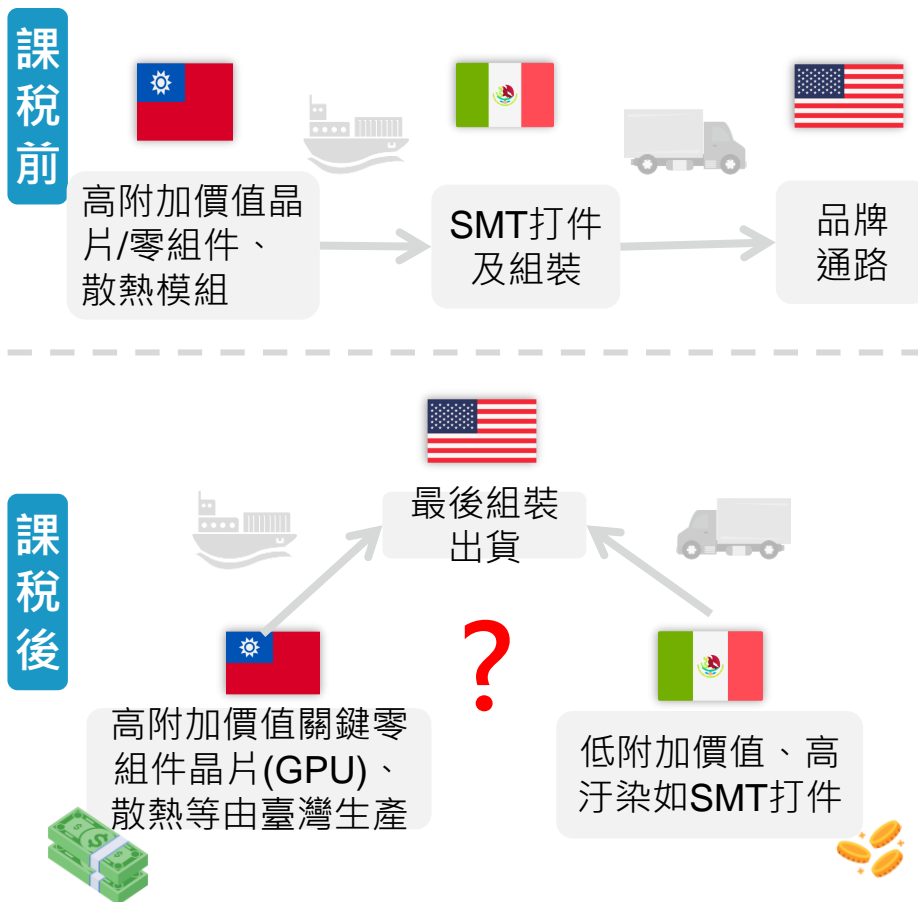 課稅前
高附加價值晶
片/零組件、
散熱模組
SMT打件
及組裝
品牌
通路
課稅後
最後組裝
出貨
?
高附加價值關鍵零
組件晶片(GPU)、
散熱等由臺灣生產
低附加價值、高
汙染如SMT打件